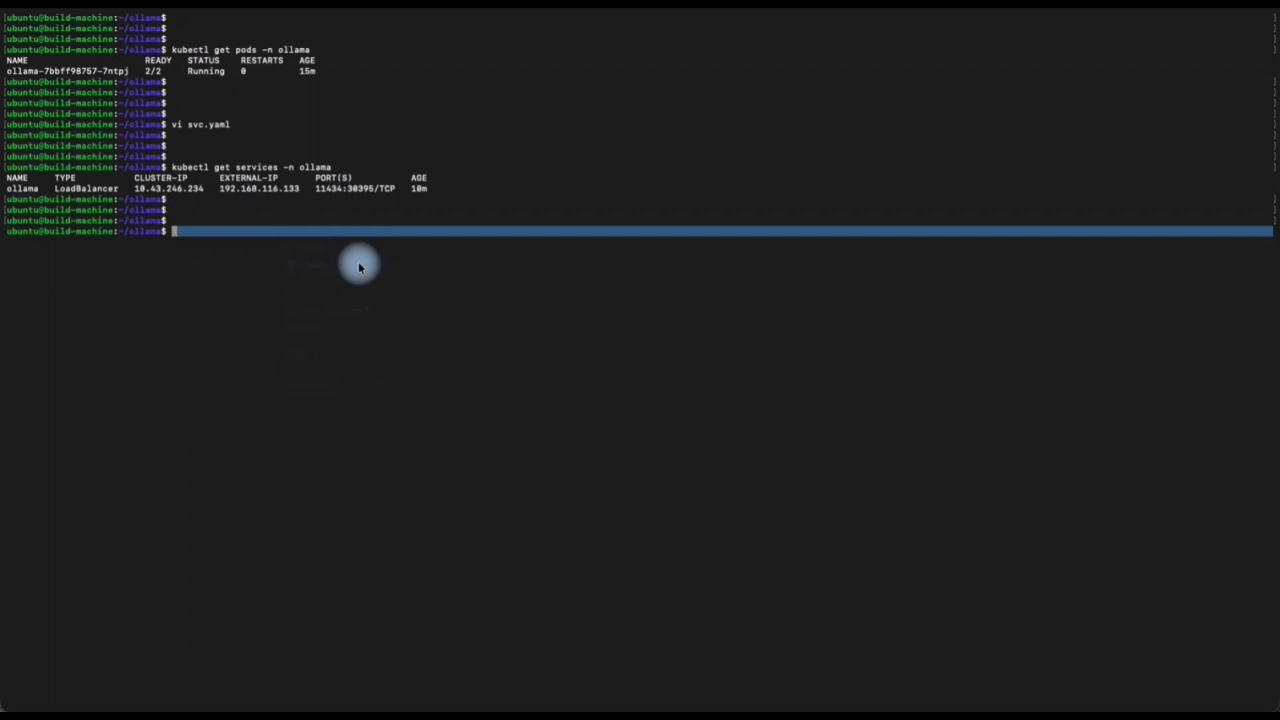 [ubuntu@build-machine:~/ollama$
[ubuntu@build-machine:~/ollama$
[ubuntu@build-machine:~/ollama$
[ubuntu@build-machine:~/ollama$ kubectl get pods -n ollama
NAME READY STATUS RESTARTS AGE
ollama-7bbff98757-7ntpj 2/2 Running 0 15m
[ubuntu@build-machine:~/ollama$
[ubuntu@build-machine:~/ollama$
[ubuntu@build-machine:~/ollama$
[ubuntu@build-machine:~/ollama$
[ubuntu@build-machine:~/ollama$ vi svc.yaml
[ubuntu@build-machine:~/ollama$
[ubuntu@build-machine:~/ollama$
[ubuntu@build-machine:~/ollama$
[ubuntu@build-machine:~/ollama$ kubectl get services -n ollama
NAME TYPE CLUSTER-IP EXTERNAL-IP PORT(S) AGE
ollama LoadBalancer 10.43.246.234 192.168.116.133 11434:30395/TCP 10m
[ubuntu@build-machine:~/ollama$
[ubuntu@build-machine:~/ollama$
[ubuntu@build-machine:~/ollama$
ubuntu@build-machine:~/ollama$